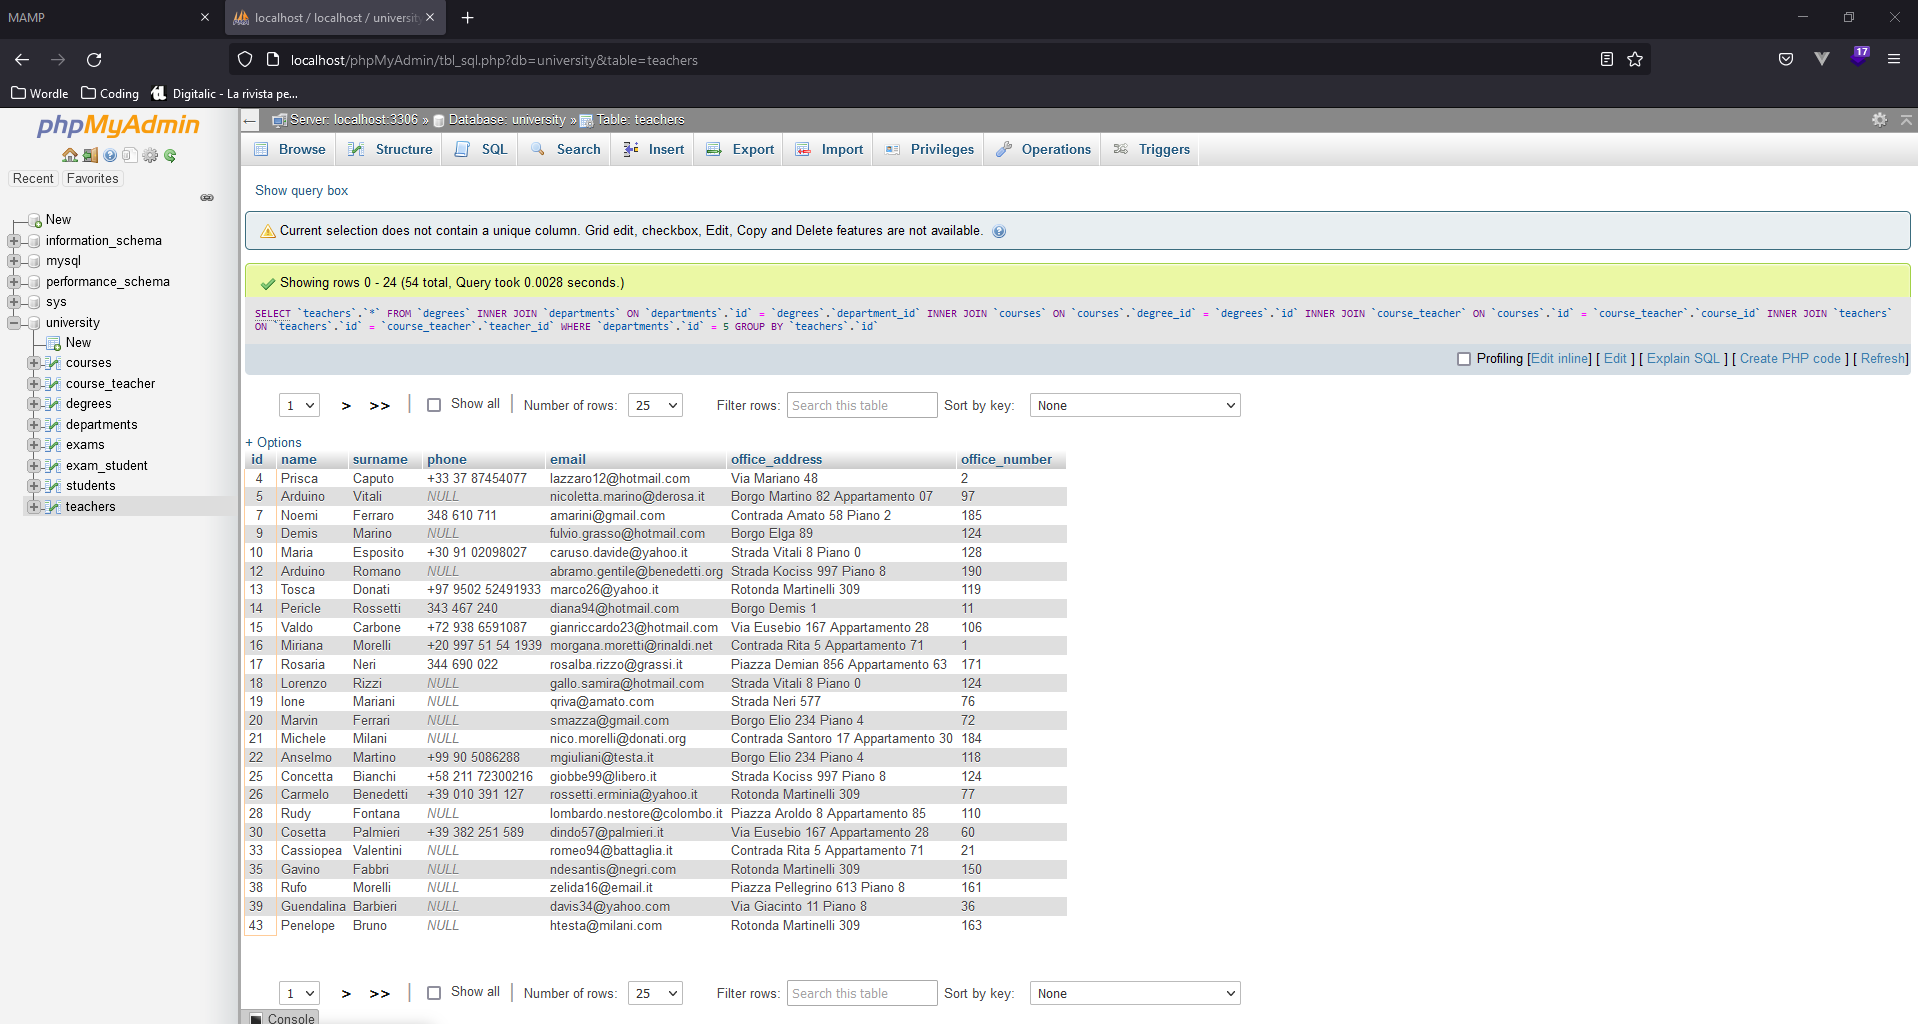 MAMP
localhost / localhost / universit
localhost/phpMyAdmin/tbl_sql.php?db=university&table=teachers
17
Wordle Coding Digitalic - La rivista pe...
phpMyAdmin
Recent Favorites
New
information_schema
mysql
performance_schema
sys
university
New
courses
course_teacher
degrees
departments
exams
exam_student
students
teachers
Server: localhost:3306 » Database: university » Table: teachers
Browse Structure SQL Search Insert Export Import Privileges Operations Triggers
Show query box
Current selection does not contain a unique column. Grid edit, checkbox, Edit, Copy and Delete features are not available.
Showing rows 0 - 24 (54 total, Query took 0.0028 seconds.)
SELECT `teachers`.`*` FROM `degrees` INNER JOIN `departments` ON `departments`.`id` = `degrees`.`department_id` INNER JOIN `courses` ON `courses`.`degree_id` = `degrees`.`id` INNER JOIN `course_teacher` ON `courses`.`id` = `course_teacher`.`course_id` INNER JOIN `teachers`
ON `teachers`.`id` = `course_teacher`.`teacher_id` WHERE `departments`.`id` = 5 GROUP BY `teachers`.`id`
Profiling [Edit inline] [ Edit ] [ Explain SQL ] [ Create PHP code ] [ Refresh]
1 > >> Show all Number of rows: 25 Filter rows: Search this table Sort by key: None
+ Options
id name surname phone email office_address office_number
4 Prisca Caputo +33 37 87454077 lazzaro12@hotmail.com Via Mariano 48 2
5 Arduino Vitali NULL nicoletta.marino@derosa.it Borgo Martino 82 Appartamento 07 97
7 Noemi Ferraro 348 610 711 amarini@gmail.com Contrada Amato 58 Piano 2 185
9 Demis Marino NULL fulvio.grasso@hotmail.com Borgo Elga 89 124
10 Maria Esposito +30 91 02098027 caruso.davide@yahoo.it Strada Vitali 8 Piano 0 128
12 Arduino Romano NULL abramo.gentile@benedetti.org Strada Kociss 997 Piano 8 190
13 Tosca Donati +97 9502 52491933 marco26@yahoo.it Rotonda Martinelli 309 119
14 Pericle Rossetti 343 467 240 diana94@hotmail.com Borgo Demis 1 11
15 Valdo Carbone +72 938 6591087 gianriccardo23@hotmail.com Via Eusebio 167 Appartamento 28 106
16 Miriana Morelli +20 997 51 54 1939 morgana.moretti@rinaldi.net Contrada Rita 5 Appartamento 71 1
17 Rosaria Neri 344 690 022 rosalba.rizzo@grassi.it Piazza Demian 856 Appartamento 63 171
18 Lorenzo Rizzi NULL gallo.samira@hotmail.com Strada Vitali 8 Piano 0 124
19 Ione Mariani NULL qriva@amato.com Strada Neri 577 76
20 Marvin Ferrari NULL smazza@gmail.com Borgo Elio 234 Piano 4 72
21 Michele Milani NULL nico.morelli@donati.org Contrada Santoro 17 Appartamento 30 184
22 Anselmo Martino +99 90 5086288 mgiuliani@testa.it Borgo Elio 234 Piano 4 118
25 Concetta Bianchi +58 211 72300216 giobbe99@libero.it Strada Kociss 997 Piano 8 124
26 Carmelo Benedetti +39 010 391 127 rossetti.erminia@yahoo.it Rotonda Martinelli 309 77
28 Rudy Fontana NULL lombardo.nestore@colombo.it Piazza Aroldo 8 Appartamento 85 110
30 Cosetta Palmieri +39 382 251 589 dindo57@palmieri.it Via Eusebio 167 Appartamento 28 60
33 Cassiopea Valentini NULL romeo94@battaglia.it Contrada Rita 5 Appartamento 71 21
35 Gavino Fabbri NULL ndesantis@negri.com Rotonda Martinelli 309 150
38 Rufo Morelli NULL zelida16@email.it Piazza Pellegrino 613 Piano 8 161
39 Guendalina Barbieri NULL davis34@yahoo.com Via Giacinto 11 Piano 8 36
43 Penelope Bruno NULL htesta@milani.com Rotonda Martinelli 309 163
1 > >> Show all Number of rows: 25 Filter rows: Search this table Sort by key: None
Console